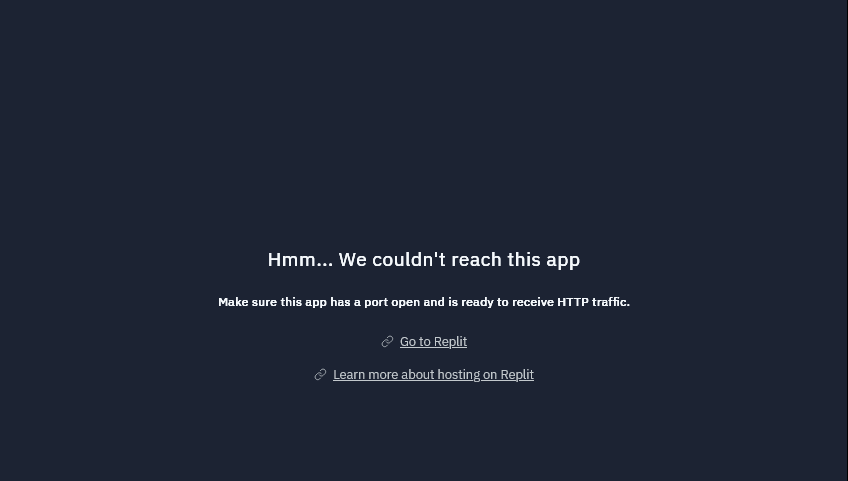 Hmm... We couldn't reach this app
Make sure this app has a port open and is ready to receive HTTP traffic.
Go to Replit
Learn more about hosting on Replit